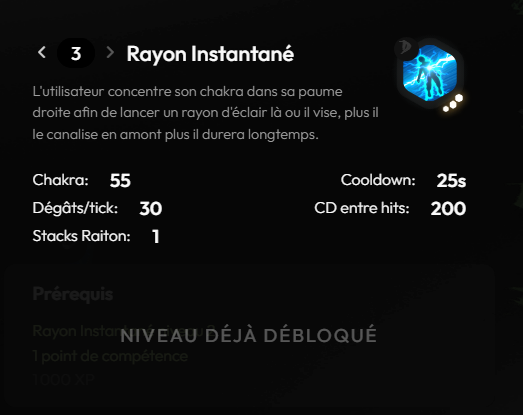 3 Rayon Instantané
L'utilisateur concentre son chakra dans sa paume
droite afin de lancer un rayon d'éclair là ou il vise, plus il
le canalise en amont plus il durera longtemps.
Chakra: 55 Cooldown: 25s
Dégâts/tick: 30 CD entre hits: 200
Stacks Raiton: 1
Prérequis
Rayon Instantané niveau
NIVEAU DÉJÀ DÉBLOQUÉ
1 point de compétence
1000 XP